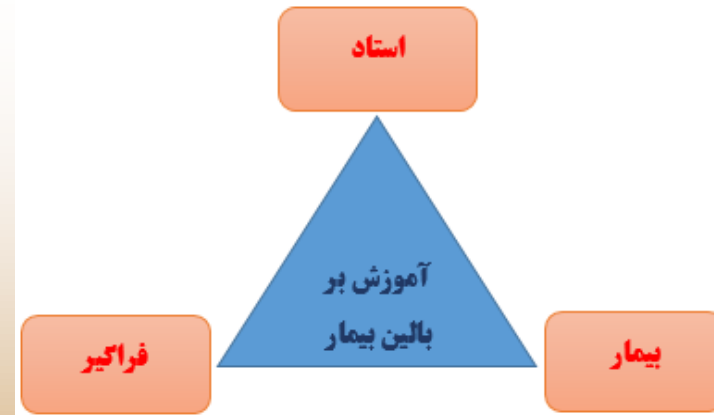 استاد
آموزش بر
بالین بیمار
بیمار
فراگیر